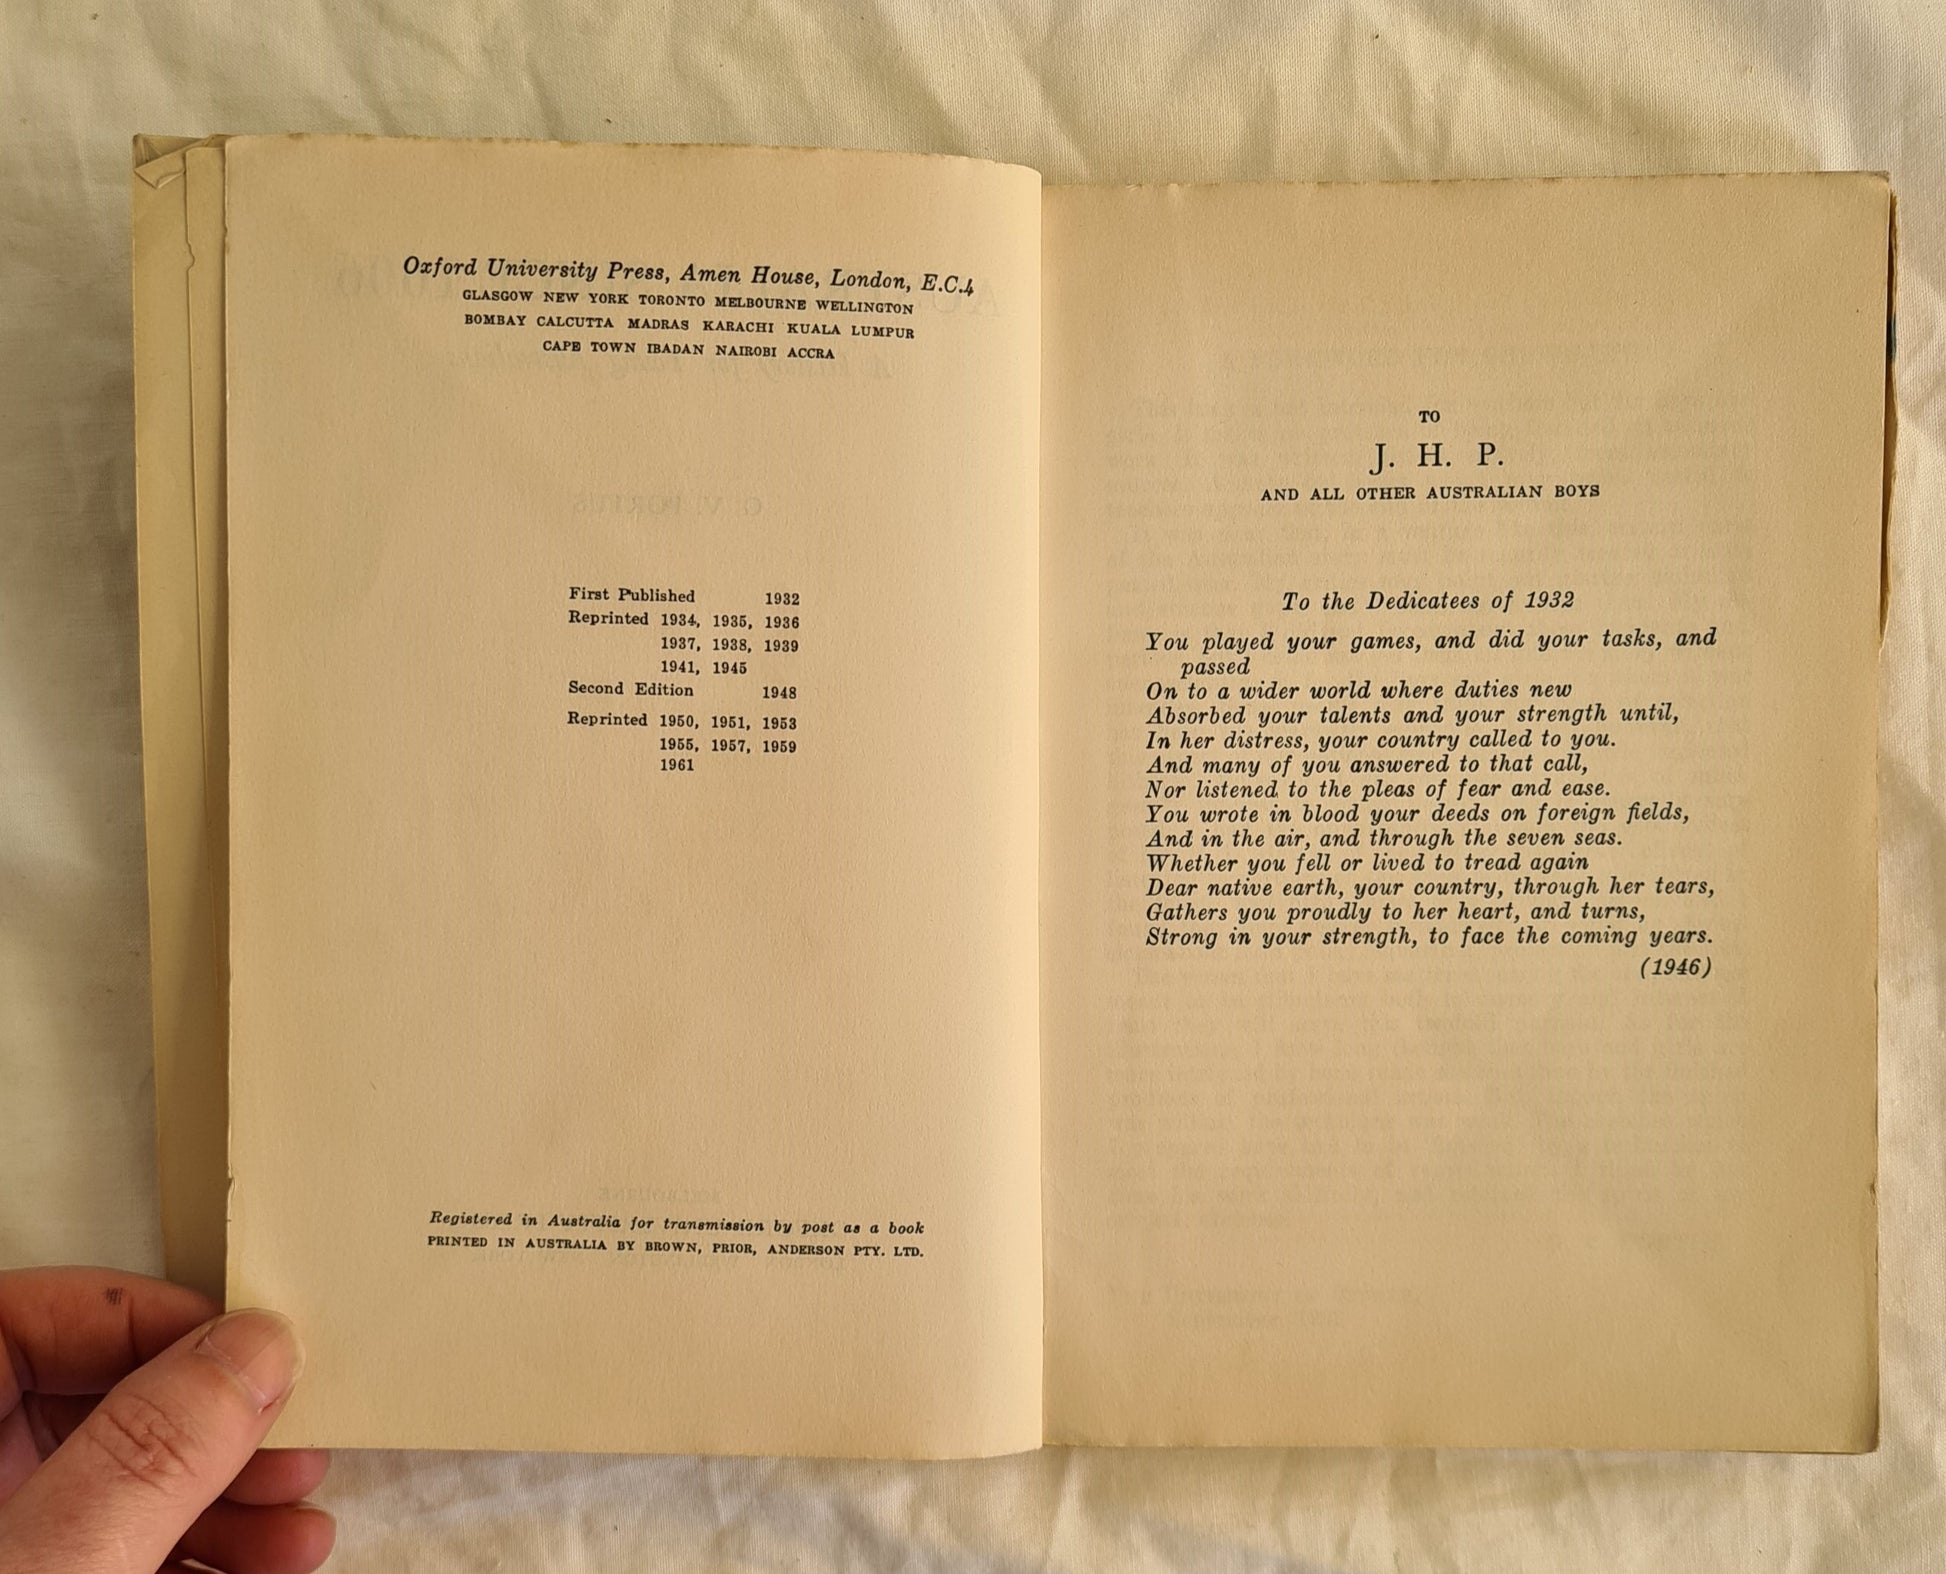 Oxford University Press, Amen House, London, E.C.4
GLASGOW NEW YORK TORONTO MELBOURNE WELLINGTON
BOMBAY CALCUTTA MADRAS KARACHI KUALA LUMPUR
CAPE TOWN IBADAN NAIROBI ACCRA
First Published 1932
Reprinted 1934, 1935, 1936
1937, 1938, 1939
1941, 1945
Second Edition 1948
Reprinted 1950, 1951, 1953
1955, 1957, 1959
1961
Registered in Australia for transmission by post as a book
PRINTED IN AUSTRALIA BY BROWN, PRIOR, ANDERSON PTY. LTD.
TO
J. H. P.
AND ALL OTHER AUSTRALIAN BOYS
To the Dedicatees of 1932
You played your games, and did your tasks, and
passed
On to a wider world where duties new
Absorbed your talents and your strength until,
In her distress, your country called to you.
And many of you answered to that call,
Nor listened to the pleas of fear and ease.
You wrote in blood your deeds on foreign fields,
And in the air, and through the seven seas.
Whether you fell or lived to tread again
Dear native earth, your country, through her tears,
Gathers you proudly to her heart, and turns,
Strong in your strength, to face the coming years.
(1946)